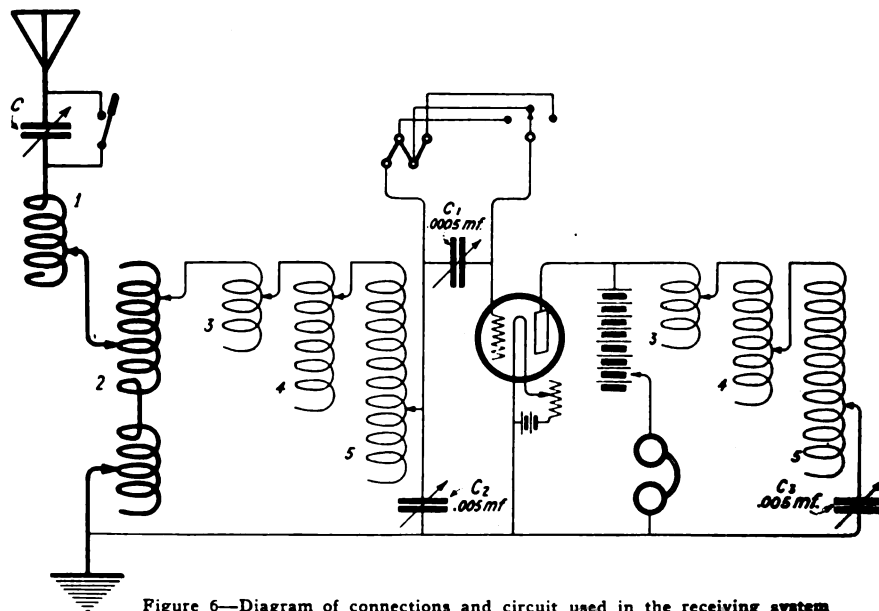 C
1
C1
.0005 mf.
2
3
4
5
C2
.005 mf
3
4
5
C3
.005 mf.
Figure 6—Diagram of connections and circuit used in the receiving system